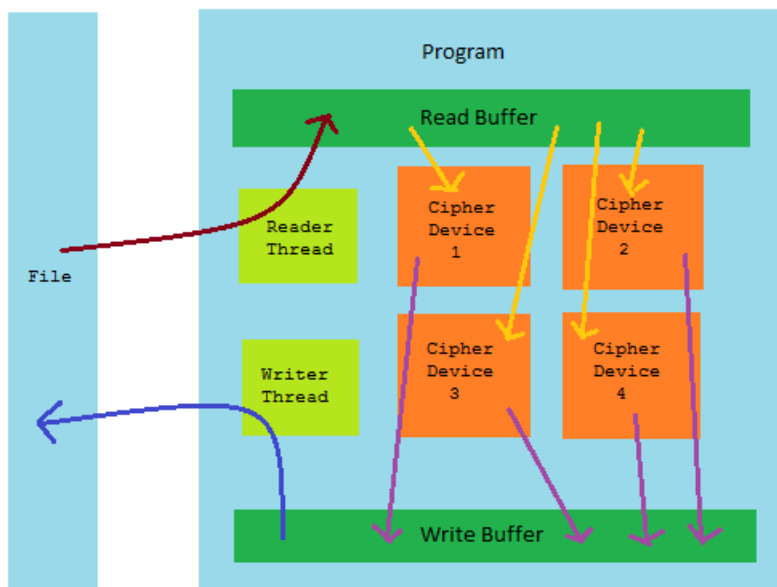 Program
Read Buffer
Reader
Thread
Cipher
Device
1
Cipher
Device
2
File
Writer
Thread
Cipher
Device
3
Cipher
Device
4
Write Buffer